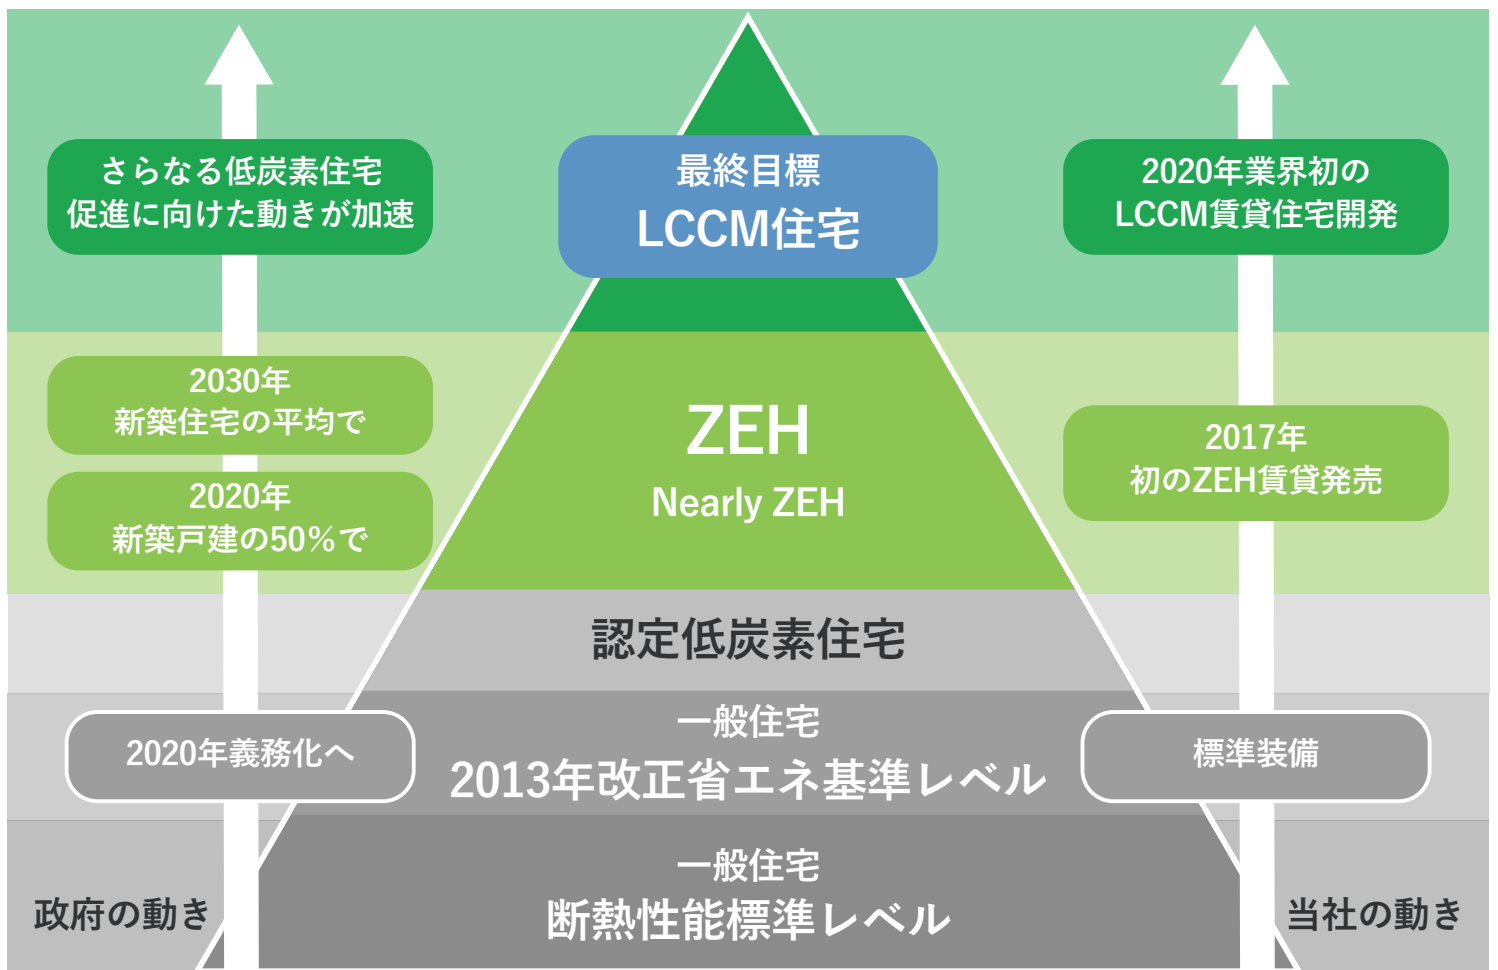 さらなる低炭素住宅
促進に向けた動きが加速
最終目標
LCCM住宅
2020年業界初の
LCCM賃貸住宅開発
2030年
新築住宅の平均で
2020年
新築戸建の50%で
ZEH
Nearly ZEH
2017年
初のZEH賃貸発売
認定低炭素住宅
2020年義務化へ
一般住宅
2013年改正省エネ基準レベル
標準装備
政府の動き
一般住宅
断熱性能標準レベル
当社の動き